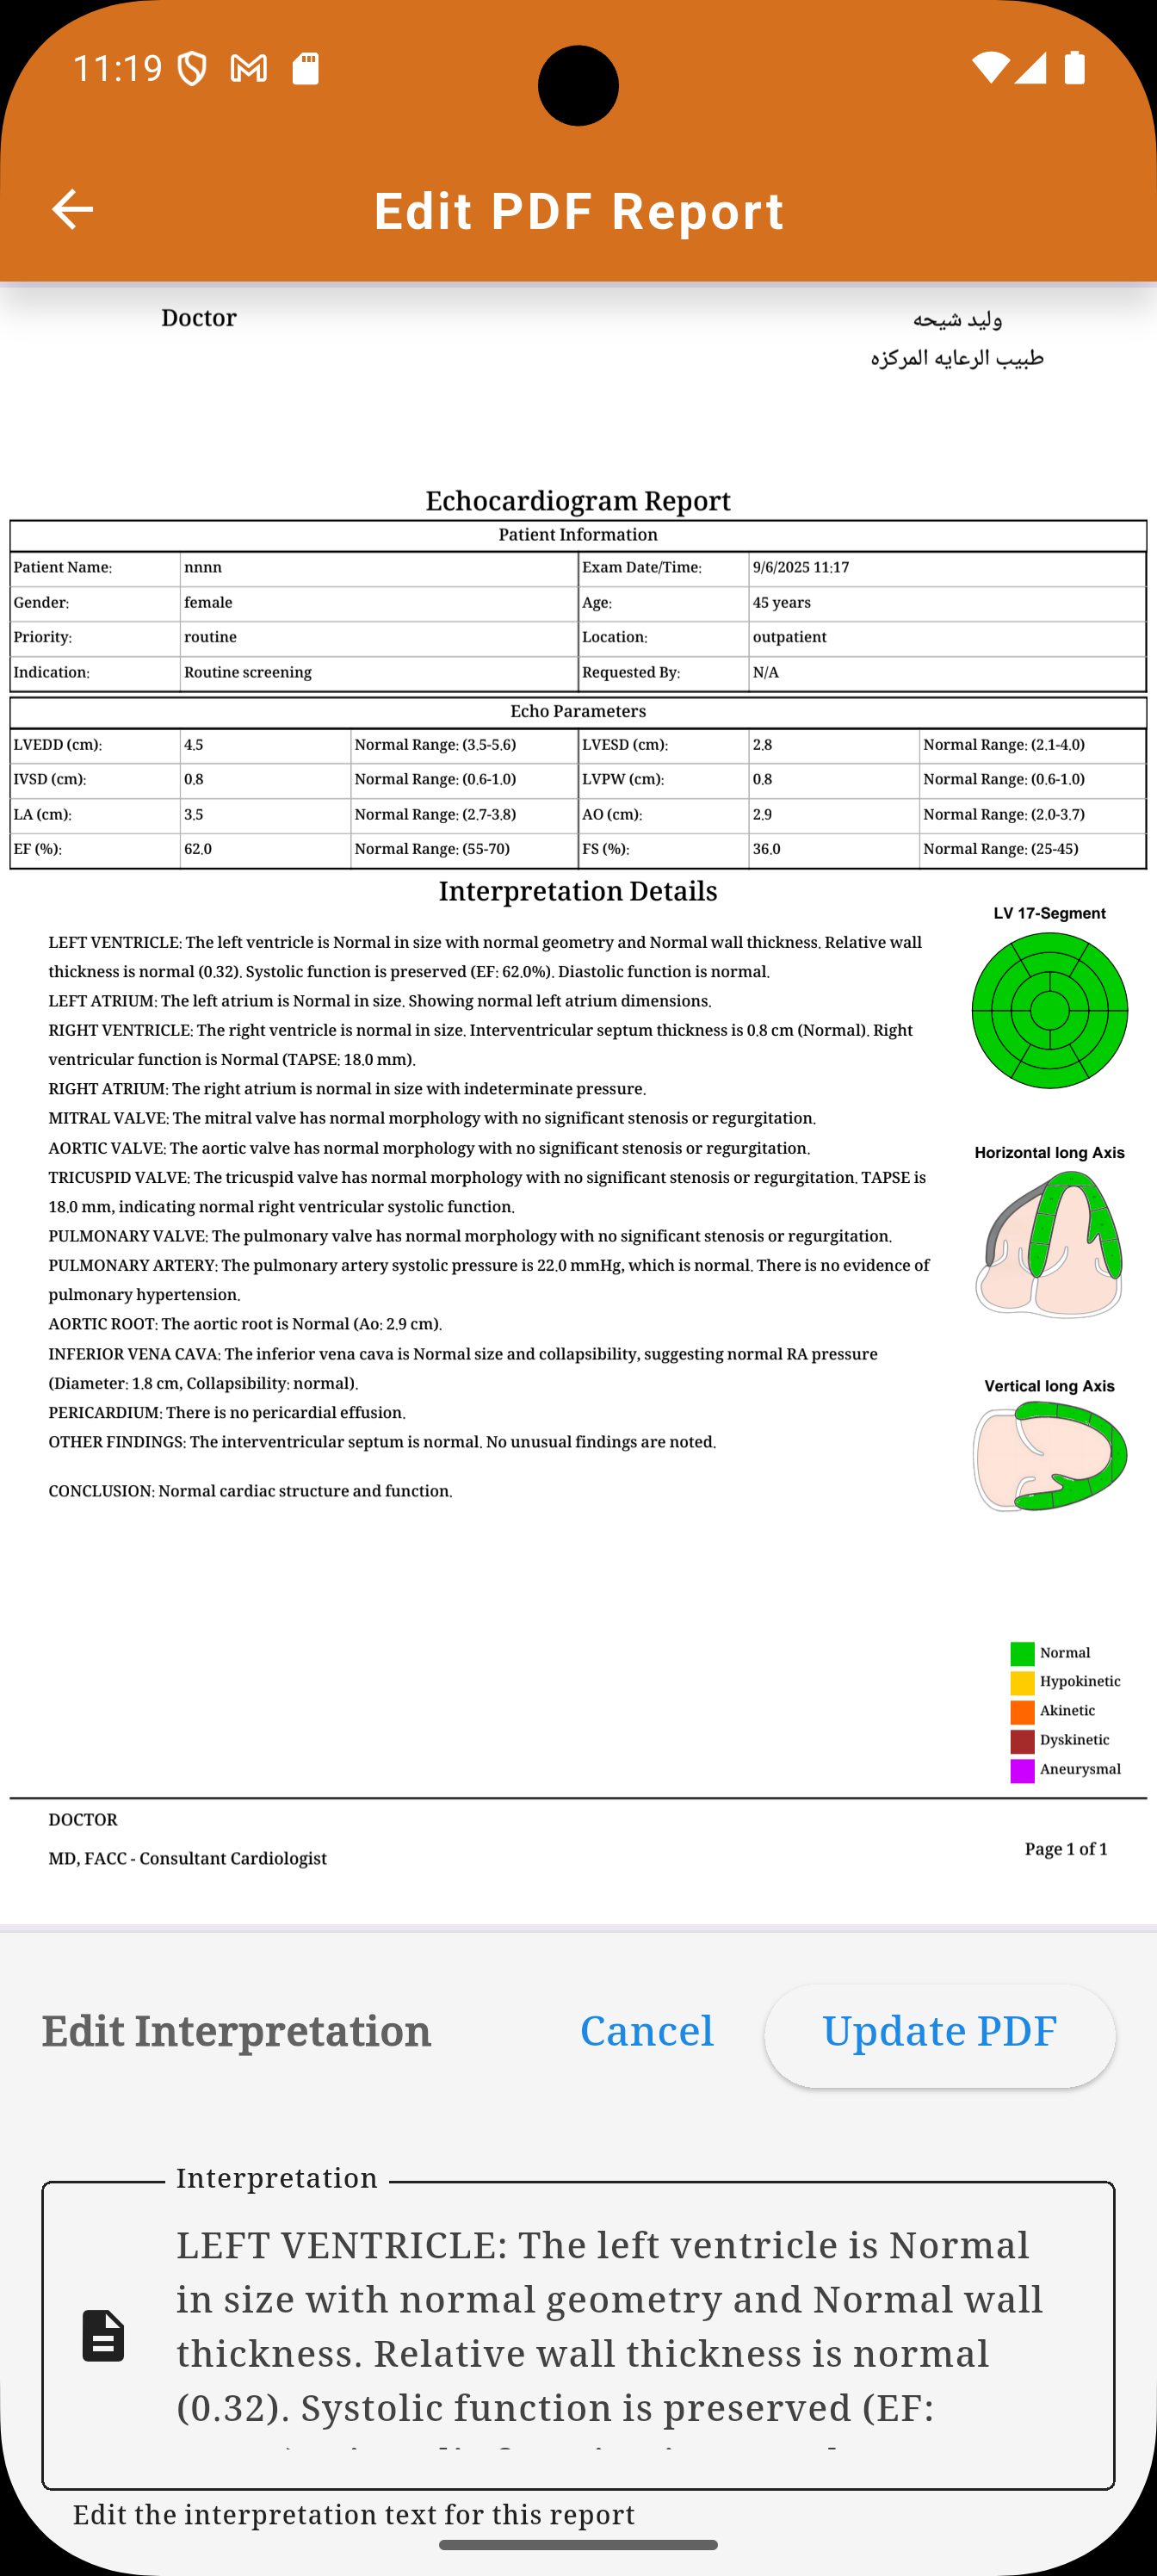 11:19
Edit PDF Report
Doctor
وليد شيحه
طبيب الرعايه المركزه
Echocardiogram Report
Patient Information
Patient Name: nnnn Exam Date/Time: 9/6/2025 11:17
Gender: female Age: 45 years
Priority: routine Location: outpatient
Indication: Routine screening Requested By: N/A
Echo Parameters
LVEDD (cm): 4.5 Normal Range: (3.5-5.6) LVESD (cm): 2.8 Normal Range: (2.1-4.0)
IVSD (cm): 0.8 Normal Range: (0.6-1.0) LVPW (cm): 0.8 Normal Range: (0.6-1.0)
LA (cm): 3.5 Normal Range: (2.7-3.8) AO (cm): 2.9 Normal Range: (2.0-3.7)
EF (%): 62.0 Normal Range: (55-70) FS (%): 36.0 Normal Range: (25-45)
Interpretation Details
LEFT VENTRICLE: The left ventricle is Normal in size with normal geometry and Normal wall thickness. Relative wall
thickness is normal (0.32). Systolic function is preserved (EF: 62.0%). Diastolic function is normal.
LEFT ATRIUM: The left atrium is Normal in size. Showing normal left atrium dimensions.
RIGHT VENTRICLE: The right ventricle is normal in size. Interventricular septum thickness is 0.8 cm (Normal). Right
ventricular function is Normal (TAPSE: 18.0 mm).
RIGHT ATRIUM: The right atrium is normal in size with indeterminate pressure.
MITRAL VALVE: The mitral valve has normal morphology with no significant stenosis or regurgitation.
AORTIC VALVE: The aortic valve has normal morphology with no significant stenosis or regurgitation.
TRICUSPID VALVE: The tricuspid valve has normal morphology with no significant stenosis or regurgitation. TAPSE is
18.0 mm, indicating normal right ventricular systolic function.
PULMONARY VALVE: The pulmonary valve has normal morphology with no significant stenosis or regurgitation.
PULMONARY ARTERY: The pulmonary artery systolic pressure is 22.0 mmHg, which is normal. There is no evidence of
pulmonary hypertension.
AORTIC ROOT: The aortic root is Normal (Ao: 2.9 cm).
INFERIOR VENA CAVA: The inferior vena cava is Normal size and collapsibility, suggesting normal RA pressure
(Diameter: 1.8 cm, Collapsibility: normal).
PERICARDIUM: There is no pericardial effusion.
OTHER FINDINGS: The interventricular septum is normal. No unusual findings are noted.
CONCLUSION: Normal cardiac structure and function.
LV 17-Segment
Horizontal long Axis
Vertical long Axis
Normal
Hypokinetic
Akinetic
Dyskinetic
Aneurysmal
DOCTOR
MD, FACC - Consultant Cardiologist
Page 1 of 1
Edit Interpretation
Cancel
Update PDF
Interpretation
LEFT VENTRICLE: The left ventricle is Normal
in size with normal geometry and Normal wall
thickness. Relative wall thickness is normal
(0.32). Systolic function is preserved (EF:
Edit the interpretation text for this report